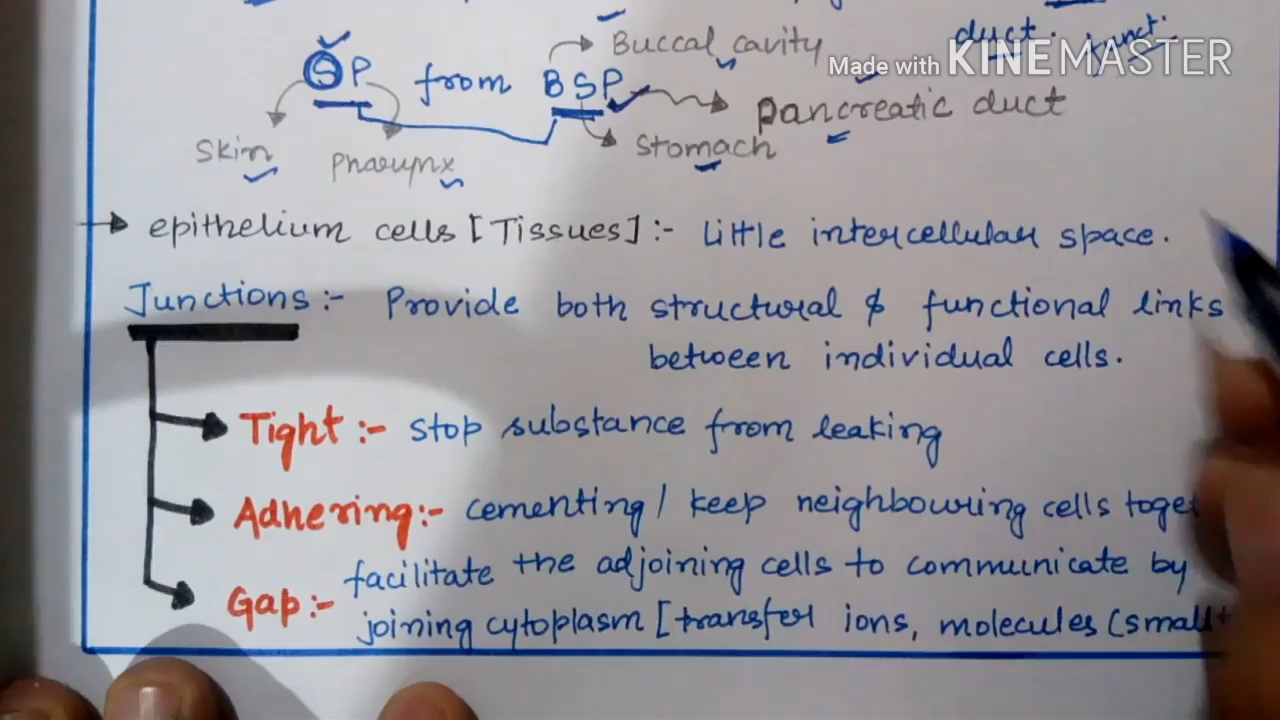 duct.
Buccal cavity
Made with KINEMASTER
SP from BSP
pancreatic duct
Skin
Pharynx
Stomach
epithelium cells [Tissues] :- Little intercellular space.
Junctions :- Provide both structural & functional links
between individual cells.
Tight :- stop substance from leaking
Adhering :- cementing / keep neighbouring cells toge
facilitate the adjoining cells to communicate by
Gap :- joining cytoplasm [transfer ions, molecules (small+